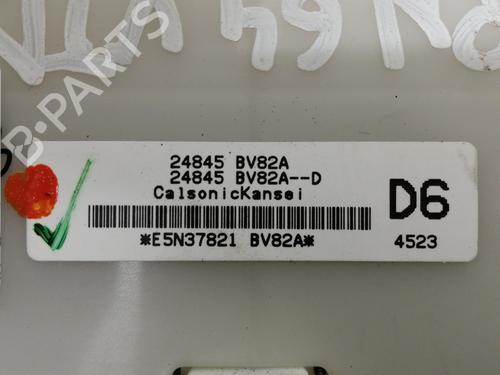 B-PARTS
24845 BV82A
24845 BV82A--D
CalsonicKansei
D6
*E5N37821 BV82A*
4523